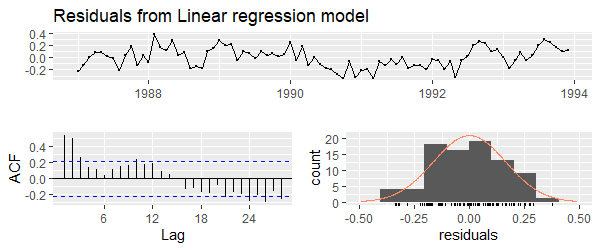 Residuals from Linear regression model
0.4
0.2
0.0
-0.2
1988 1990 1992 1994
ACF
0.4
0.2
0.0
-0.2
6 12 18 24
Lag
count
20
15
10
5
0
-0.50 -0.25 0.00 0.25 0.50
residuals